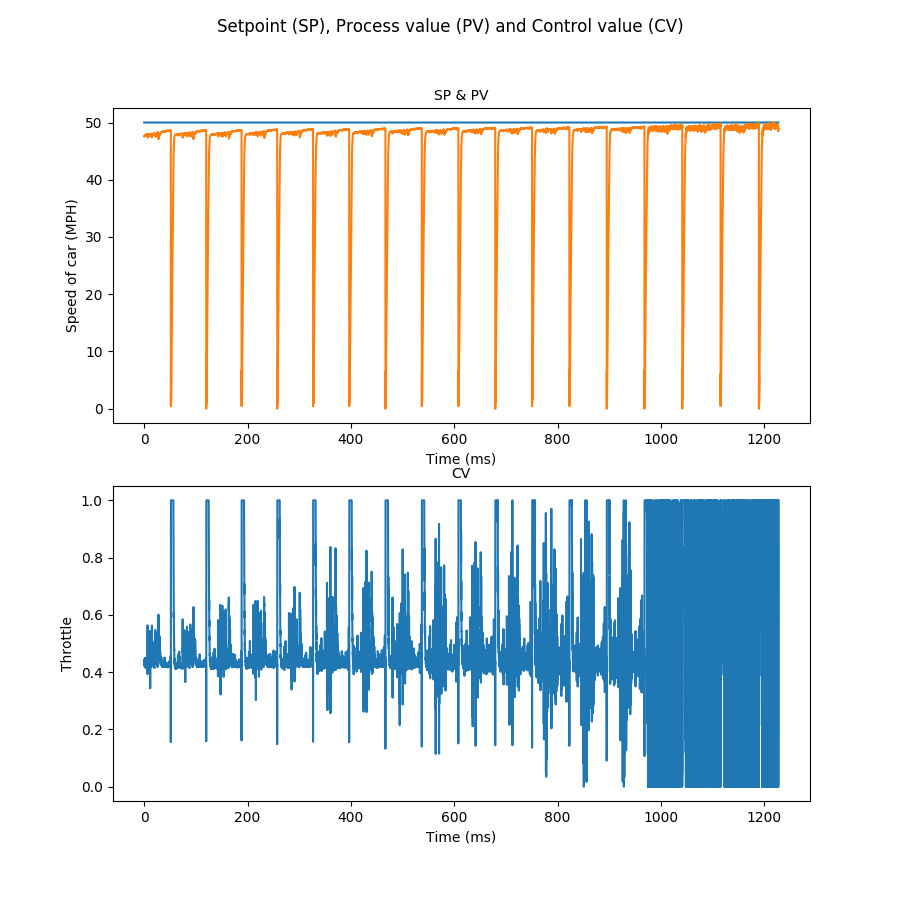 Setpoint (SP), Process value (PV) and Control value (CV)
SP & PV
50
40
30
20
10
0
Speed of car (MPH)
0 200 400 600 800 1000 1200
Time (ms)
CV
1.0
0.8
0.6
0.4
0.2
0.0
Throttle
0 200 400 600 800 1000 1200
Time (ms)